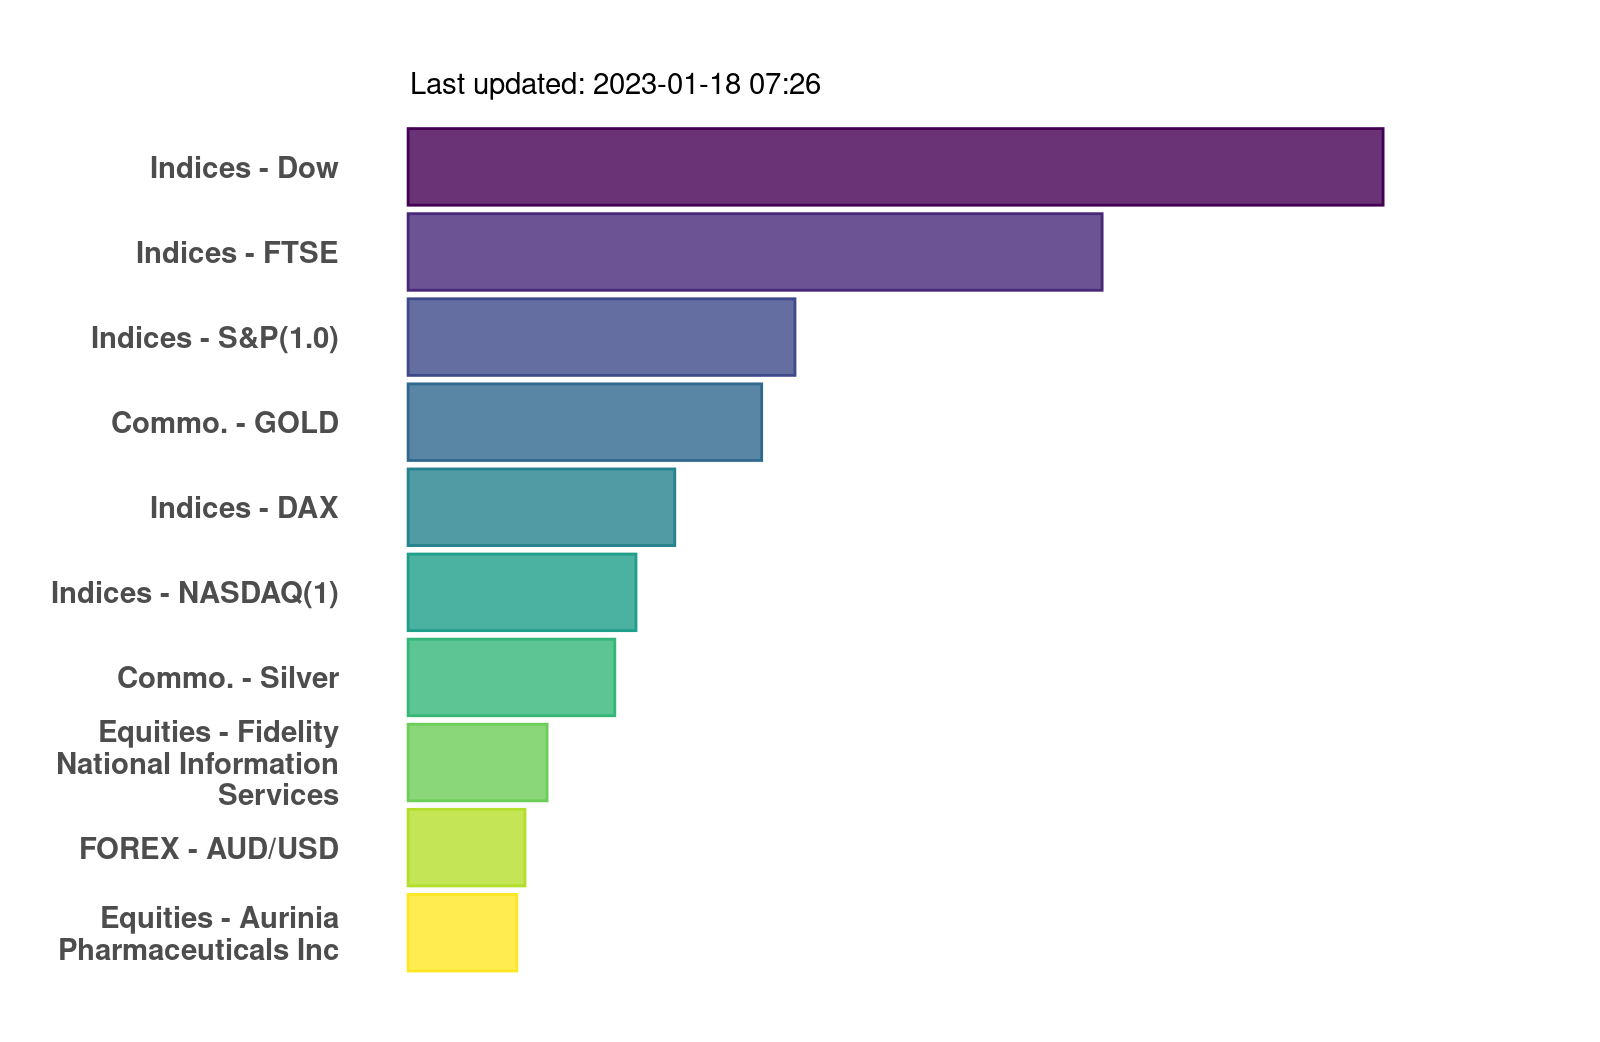 Last updated: 2023-01-18 07:26
Indices - Dow
Indices - FTSE
Indices - S&P(1.0)
Commo. - GOLD
Indices - DAX
Indices - NASDAQ(1)
Commo. - Silver
Equities - Fidelity
National Information
Services
FOREX - AUD/USD
Equities - Aurinia
Pharmaceuticals Inc